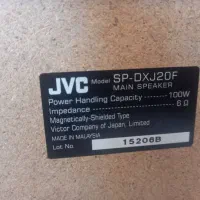 JVC Model SP-DXJ20F
MAIN SPEAKER
Power Handling Capacity 100W
Impedance 6 Ω
Magnetically-Shielded Type
Victor Company of Japan, Limited
MADE IN MALAYSIA
Lot No. 15206B